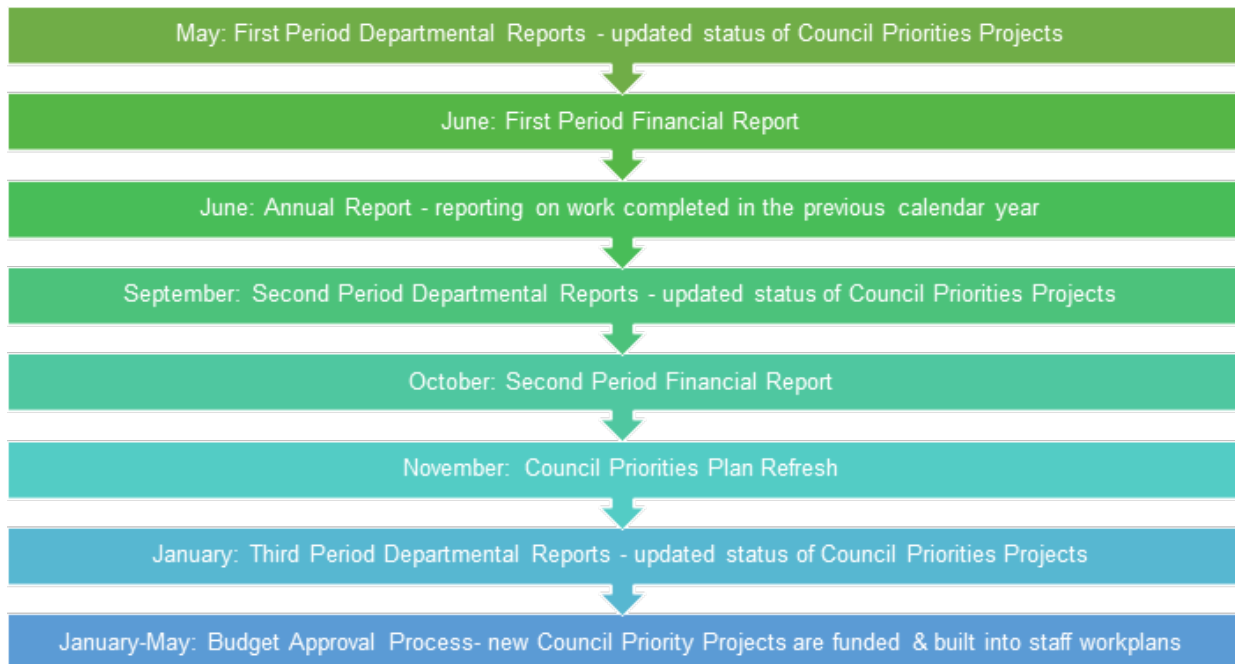 May: First Period Departmental Reports - updated status of Council Priorities Projects
June: First Period Financial Report
June: Annual Report - reporting on work completed in the previous calendar year
September: Second Period Departmental Reports - updated status of Council Priorities Projects
October: Second Period Financial Report
November: Council Priorities Plan Refresh
January: Third Period Departmental Reports - updated status of Council Priorities Projects
January-May: Budget Approval Process- new Council Priority Projects are funded & built into staff workplans